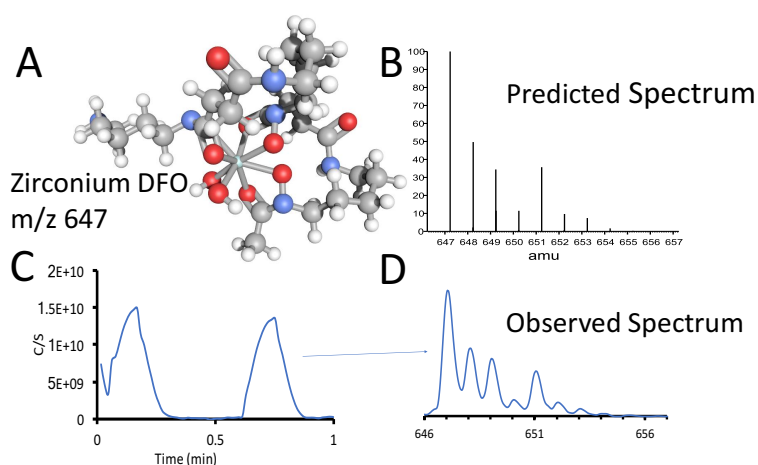 A
Zirconium DFO
m/z 647
B
Predicted Spectrum
100
90
80
70
60
50
40
30
20
10
0
647 648 649 650 651 652 653 654 655 656 657
amu
C
c/s
2E+10
1.5E+10
1E+10
5E+09
0
0 0.5 1
Time (min)
D
Observed Spectrum
646 651 656